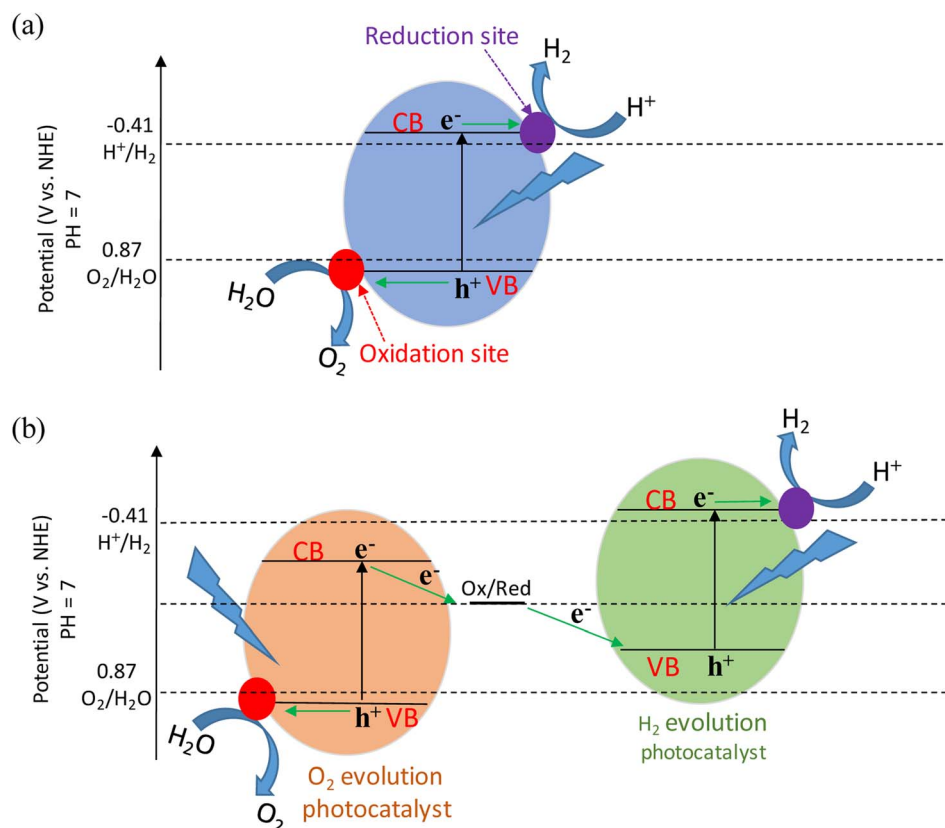 (a)
Reduction site
H₂
H⁺
-0.41
H⁺/H₂
CB e⁻
Potential (V vs. NHE)
PH = 7
0.87
O₂/H₂O
h⁺ VB
H₂O
O₂
Oxidation site
(b)
H₂
H⁺
-0.41
H⁺/H₂
CB e⁻
CB e⁻
e⁻
Ox/Red
e⁻
Potential (V vs. NHE)
PH = 7
VB h⁺
0.87
O₂/H₂O
h⁺ VB
H₂O
O₂
H₂ evolution
photocatalyst
O₂ evolution
photocatalyst